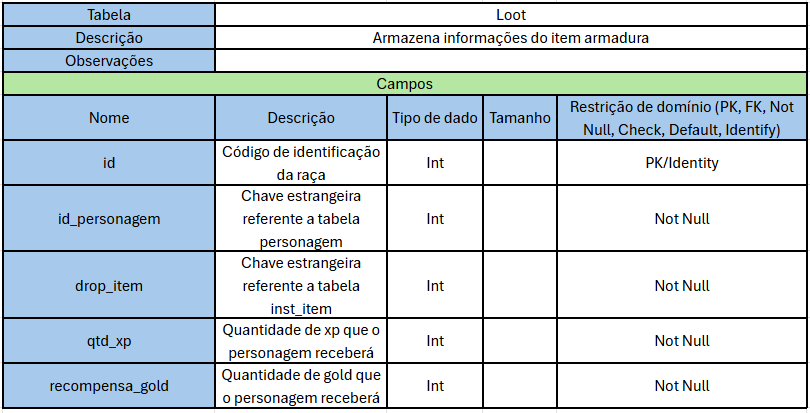 Tabela Loot
Descrição Armazena informações do item armadura
Observações
Campos
Nome Descrição Tipo de dado Tamanho Restrição de domínio (PK, FK, Not
Null, Check, Default, Identify)
id Código de identificação
da raça Int PK/Identity
id_personagem Chave estrangeira
referente a tabela
personagem Int Not Null
drop_item Chave estrangeira
referente a tabela
inst_item Int Not Null
qtd_xp Quantidade de xp que o
personagem receberá Int Not Null
recompensa_gold Quantidade de gold que
o personagem receberá Int Not Null